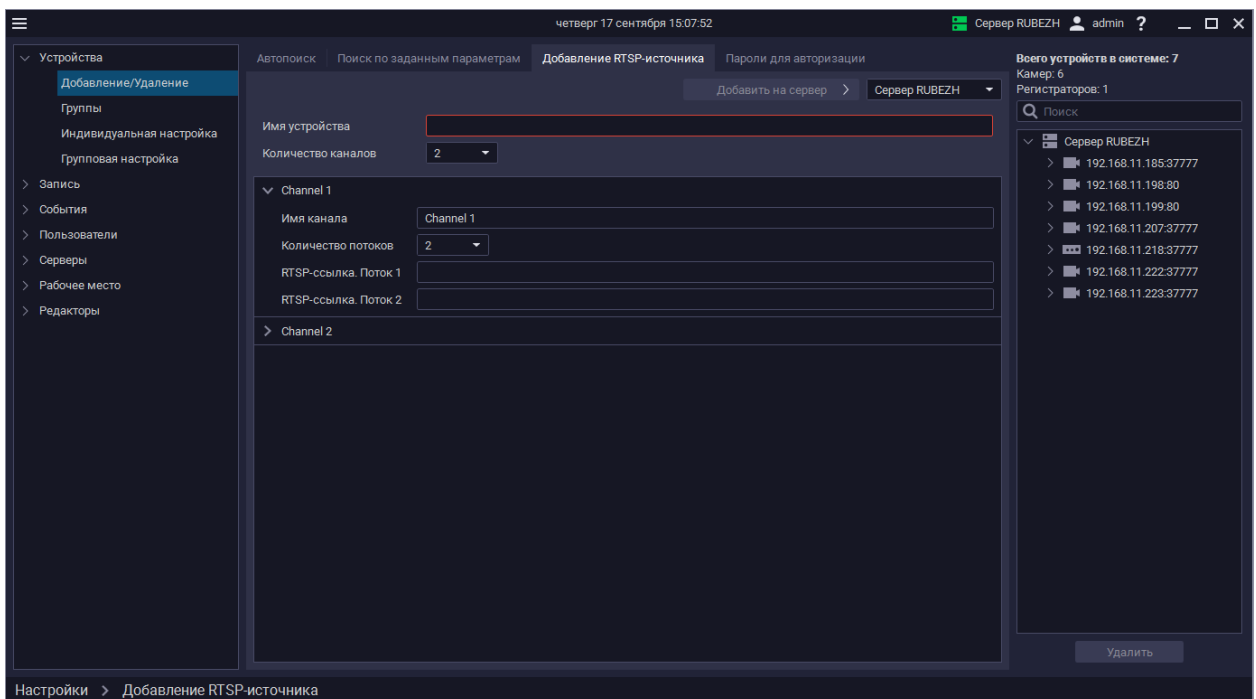 четверг 17 сентября 15:07:52
Сервер RUBEZH admin ?
Устройства
Добавление/Удаление
Группы
Индивидуальная настройка
Групповая настройка
Запись
События
Пользователи
Серверы
Рабочее место
Редакторы
Автопоиск Поиск по заданным параметрам Добавление RTSP-источника Пароли для авторизации
Добавить на сервер Сервер RUBEZH
Имя устройства
Количество каналов 2
Channel 1
Имя канала Channel 1
Количество потоков 2
RTSP-ссылка. Поток 1
RTSP-ссылка. Поток 2
Channel 2
Всего устройств в системе: 7
Камер: 6
Регистраторов: 1
Поиск
Сервер RUBEZH
192.168.11.185:37777
192.168.11.198:80
192.168.11.199:80
192.168.11.207:37777
192.168.11.218:37777
192.168.11.222:37777
192.168.11.223:37777
Удалить
Настройки > Добавление RTSP-источника